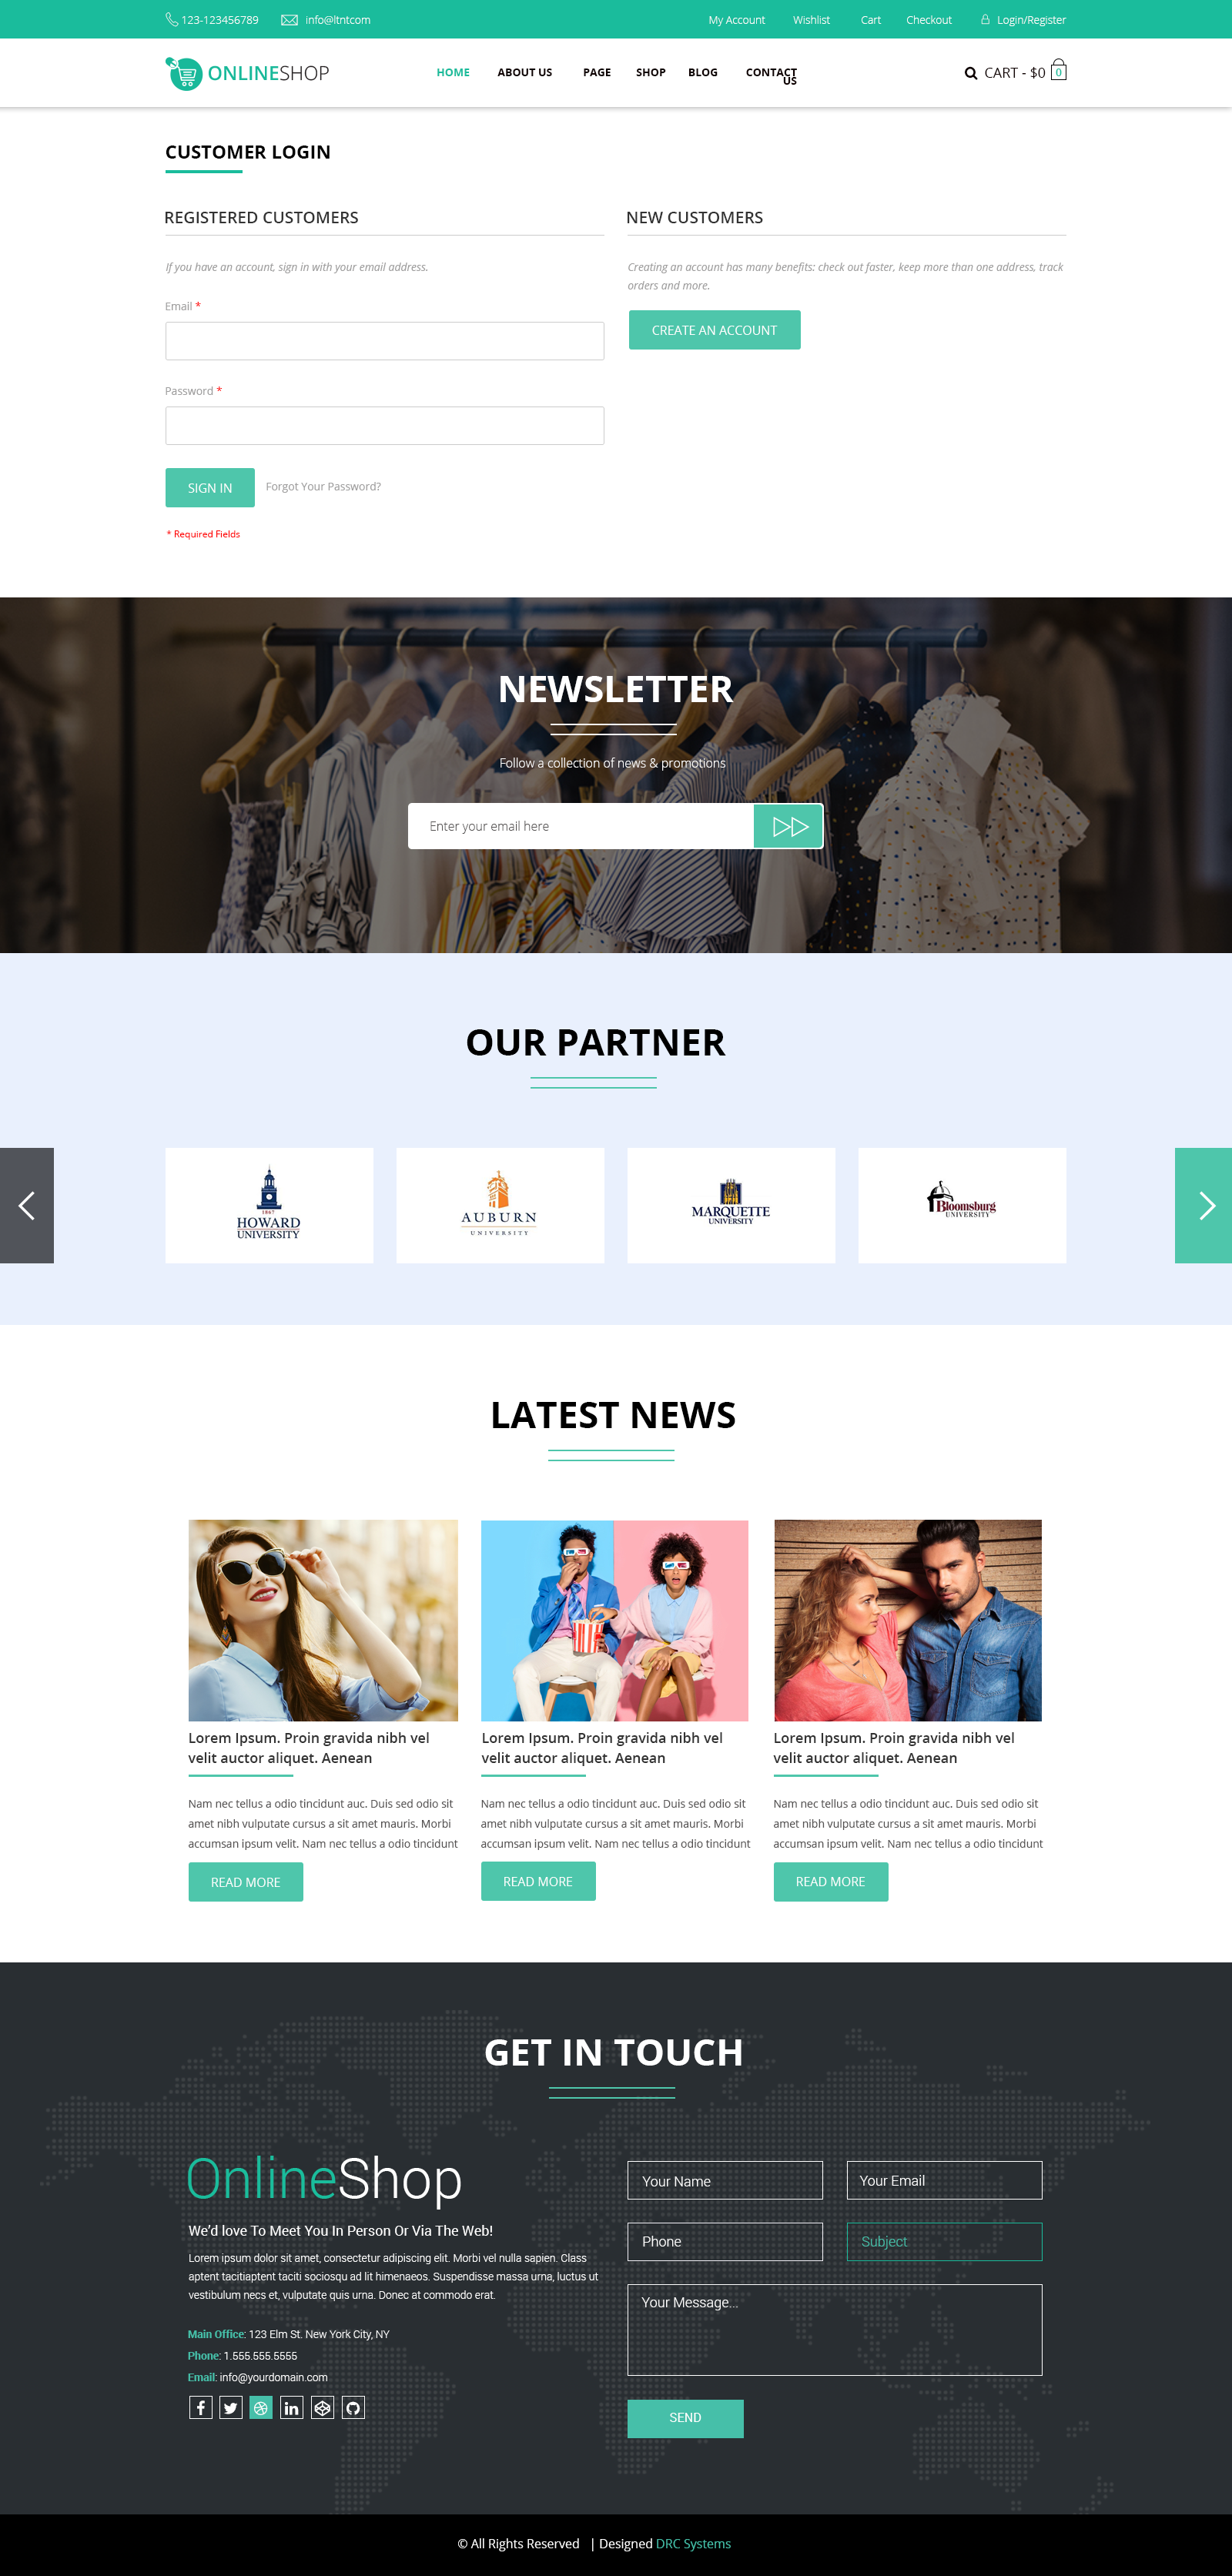 123-123456789 info@ltntcom My Account Wishlist Cart Checkout Login/Register
ONLINESHOP HOME ABOUT US PAGE SHOP BLOG CONTACT US CART - $0 0
CUSTOMER LOGIN
REGISTERED CUSTOMERS
If you have an account, sign in with your email address.
Email *
Password *
SIGN IN Forgot Your Password?
* Required Fields
NEW CUSTOMERS
Creating an account has many benefits: check out faster, keep more than one address, track
orders and more.
CREATE AN ACCOUNT
NEWSLETTER
Follow a collection of news & promotions
Enter your email here
OUR PARTNER
1867
HOWARD
UNIVERSITY
AUBURN
UNIVERSITY
MARQUETTE
UNIVERSITY
Bloomsburg
UNIVERSITY
LATEST NEWS
Lorem Ipsum. Proin gravida nibh vel
velit auctor aliquet. Aenean
Nam nec tellus a odio tincidunt auc. Duis sed odio sit
amet nibh vulputate cursus a sit amet mauris. Morbi
accumsan ipsum velit. Nam nec tellus a odio tincidunt
READ MORE
Lorem Ipsum. Proin gravida nibh vel
velit auctor aliquet. Aenean
Nam nec tellus a odio tincidunt auc. Duis sed odio sit
amet nibh vulputate cursus a sit amet mauris. Morbi
accumsan ipsum velit. Nam nec tellus a odio tincidunt
READ MORE
Lorem Ipsum. Proin gravida nibh vel
velit auctor aliquet. Aenean
Nam nec tellus a odio tincidunt auc. Duis sed odio sit
amet nibh vulputate cursus a sit amet mauris. Morbi
accumsan ipsum velit. Nam nec tellus a odio tincidunt
READ MORE
GET IN TOUCH
OnlineShop
We'd love To Meet You In Person Or Via The Web!
Lorem ipsum dolor sit amet, consectetur adipiscing elit. Morbi vel nulla sapien. Class
aptent tacitiaptent taciti sociosqu ad lit himenaeos. Suspendisse massa urna, luctus ut
vestibulum necs et, vulputate quis urna. Donec at commodo erat.
Main Office: 123 Elm St. New York City, NY
Phone: 1.555.555.5555
Email: info@yourdomain.com
Your Name
Your Email
Phone
Subject
Your Message...
SEND
© All Rights Reserved | Designed DRC Systems